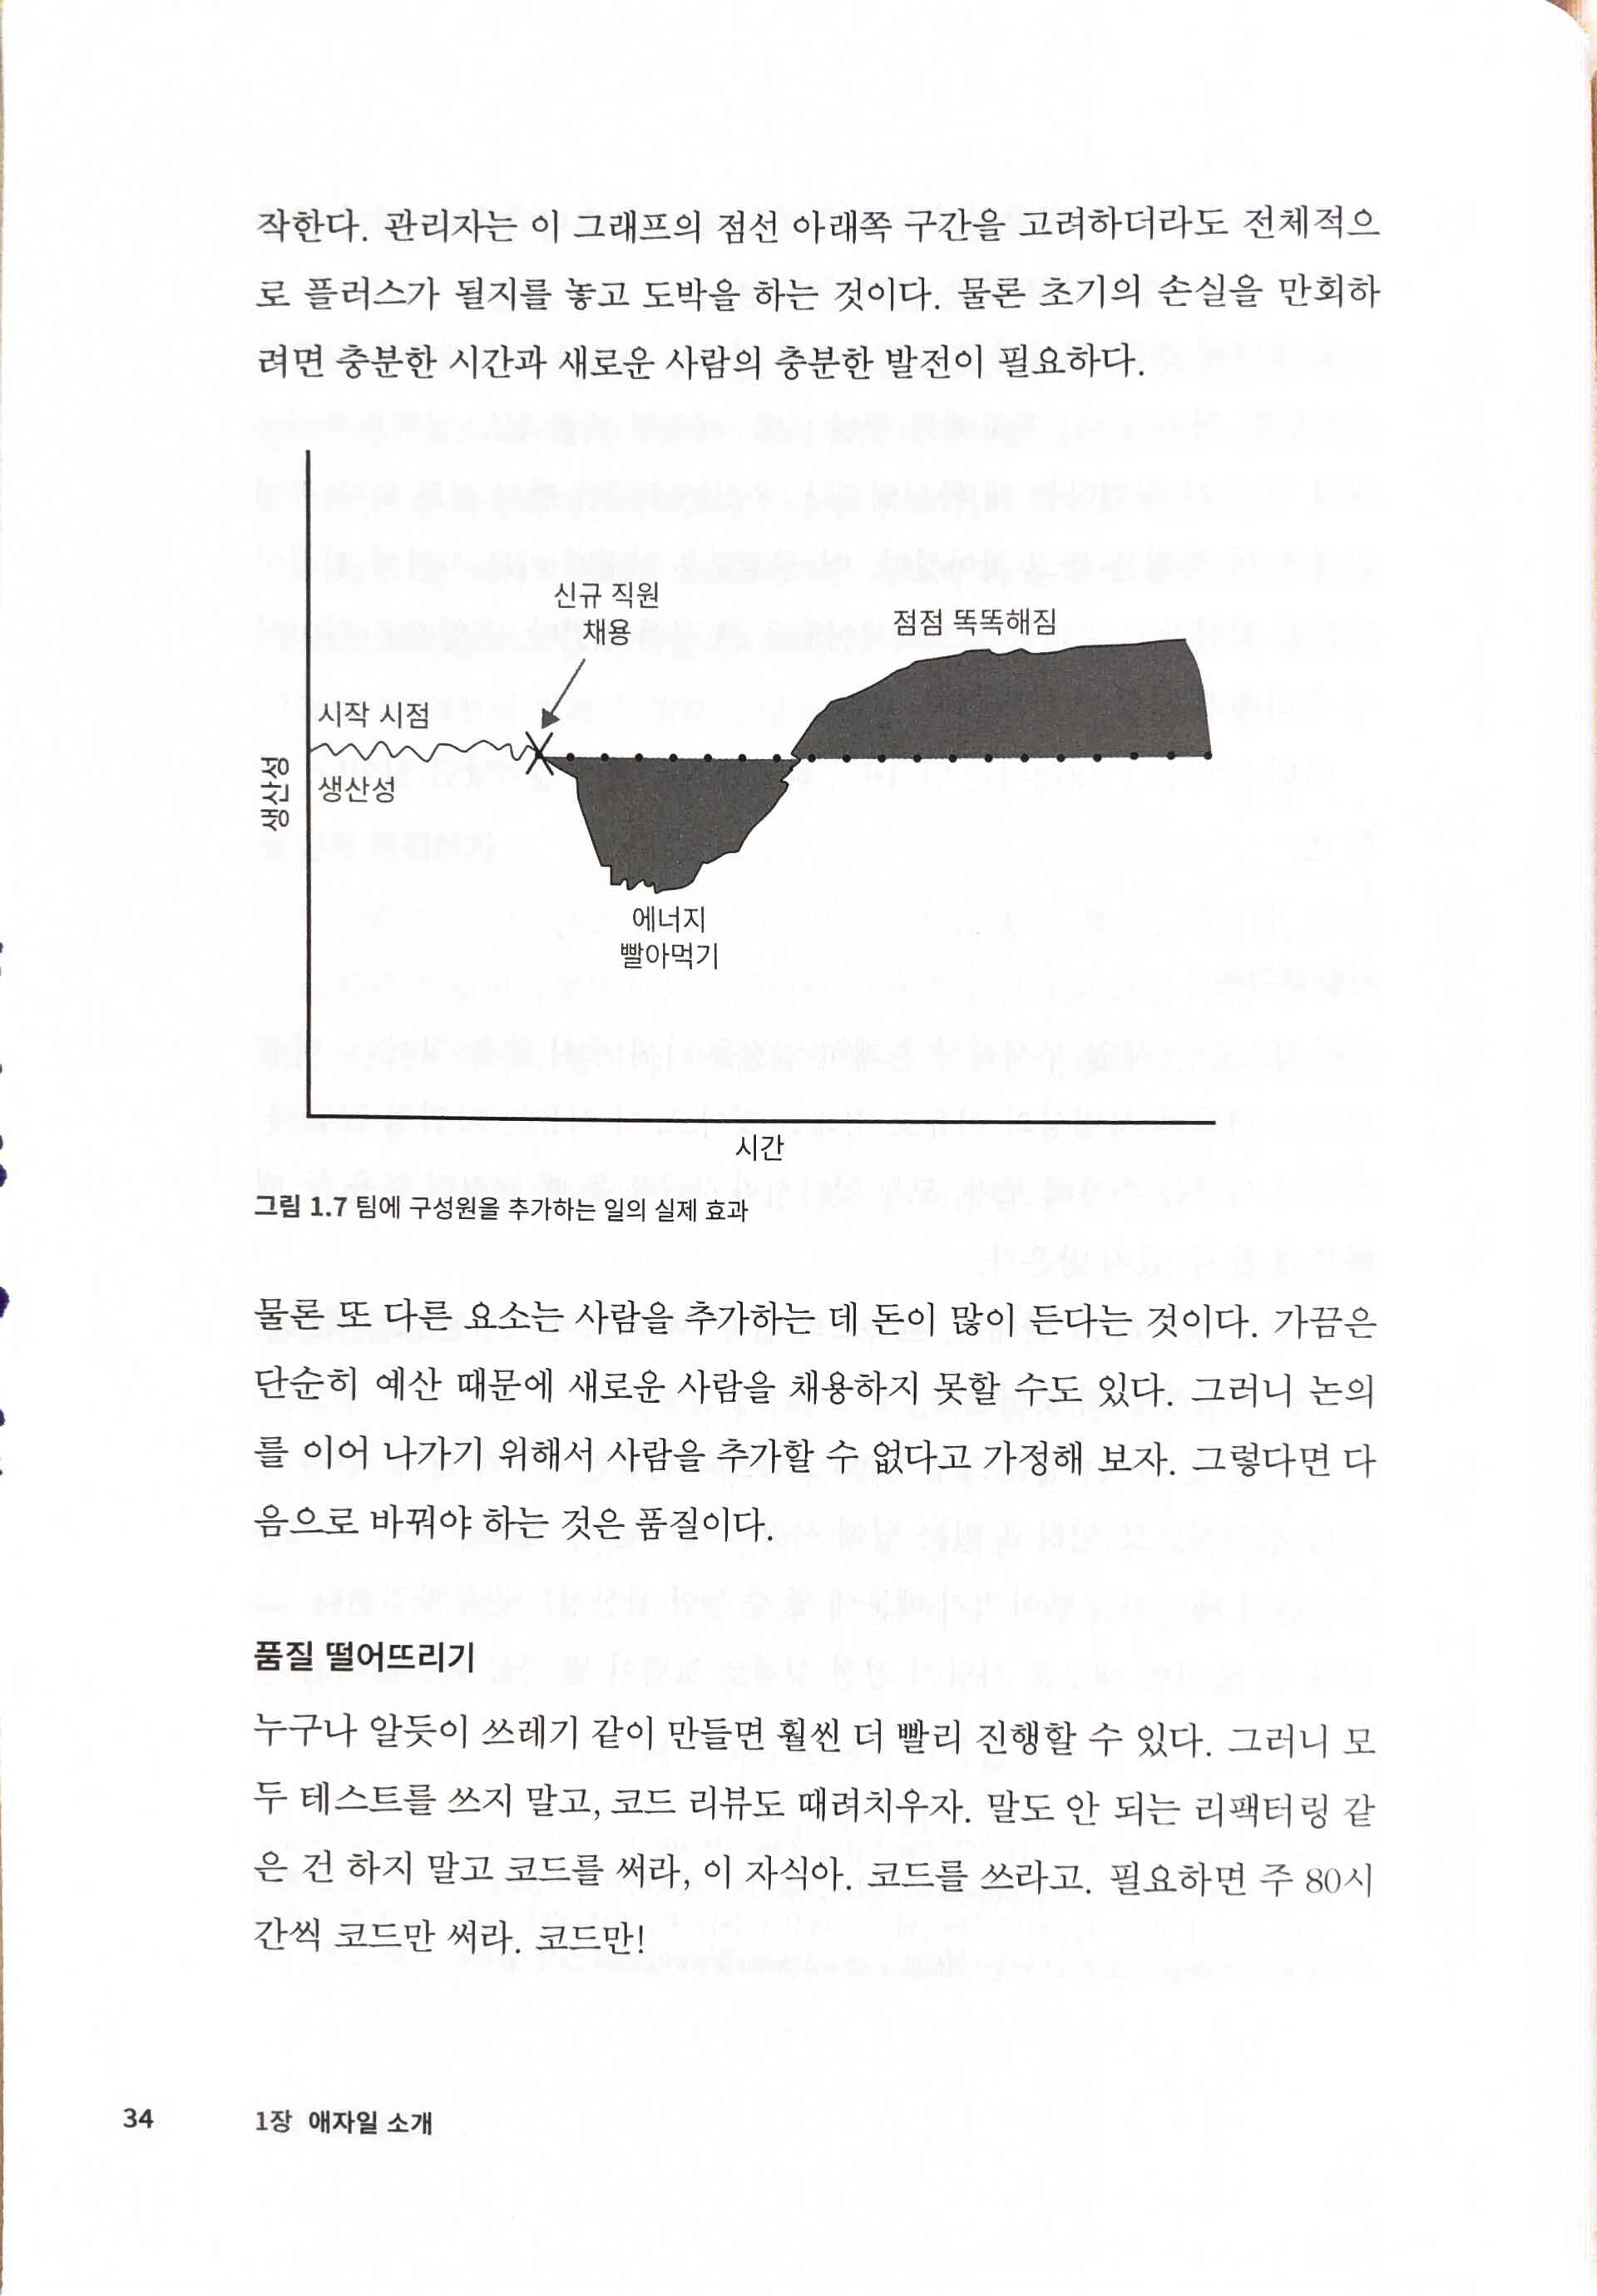 작한다. 관리자는 이 그래프의 점선 아래쪽 구간을 고려하더라도 전체적으
로 플러스가 될지를 놓고 도박을 하는 것이다. 물론 초기의 손실을 만회하
려면 충분한 시간과 새로운 사람의 충분한 발전이 필요하다.
신규 직원
채용
점점 똑똑해짐
시작 시점
생산성
생산성
에너지
빨아먹기
시간
그림 1.7 팀에 구성원을 추가하는 일의 실제 효과
물론 또 다른 요소는 사람을 추가하는 데 돈이 많이 든다는 것이다. 가끔은
단순히 예산 때문에 새로운 사람을 채용하지 못할 수도 있다. 그러니 논의
를 이어 나가기 위해서 사람을 추가할 수 없다고 가정해 보자. 그렇다면 다
음으로 바꿔야 하는 것은 품질이다.
품질 떨어뜨리기
누구나 알듯이 쓰레기 같이 만들면 훨씬 더 빨리 진행할 수 있다. 그러니 모
두 테스트를 쓰지 말고, 코드 리뷰도 때려치우자. 말도 안 되는 리팩터링 같
은 건 하지 말고 코드를 써라, 이 자식아. 코드를 쓰라고. 필요하면 주 80시
간씩 코드만 써라. 코드만!
34 1장 애자일 소개